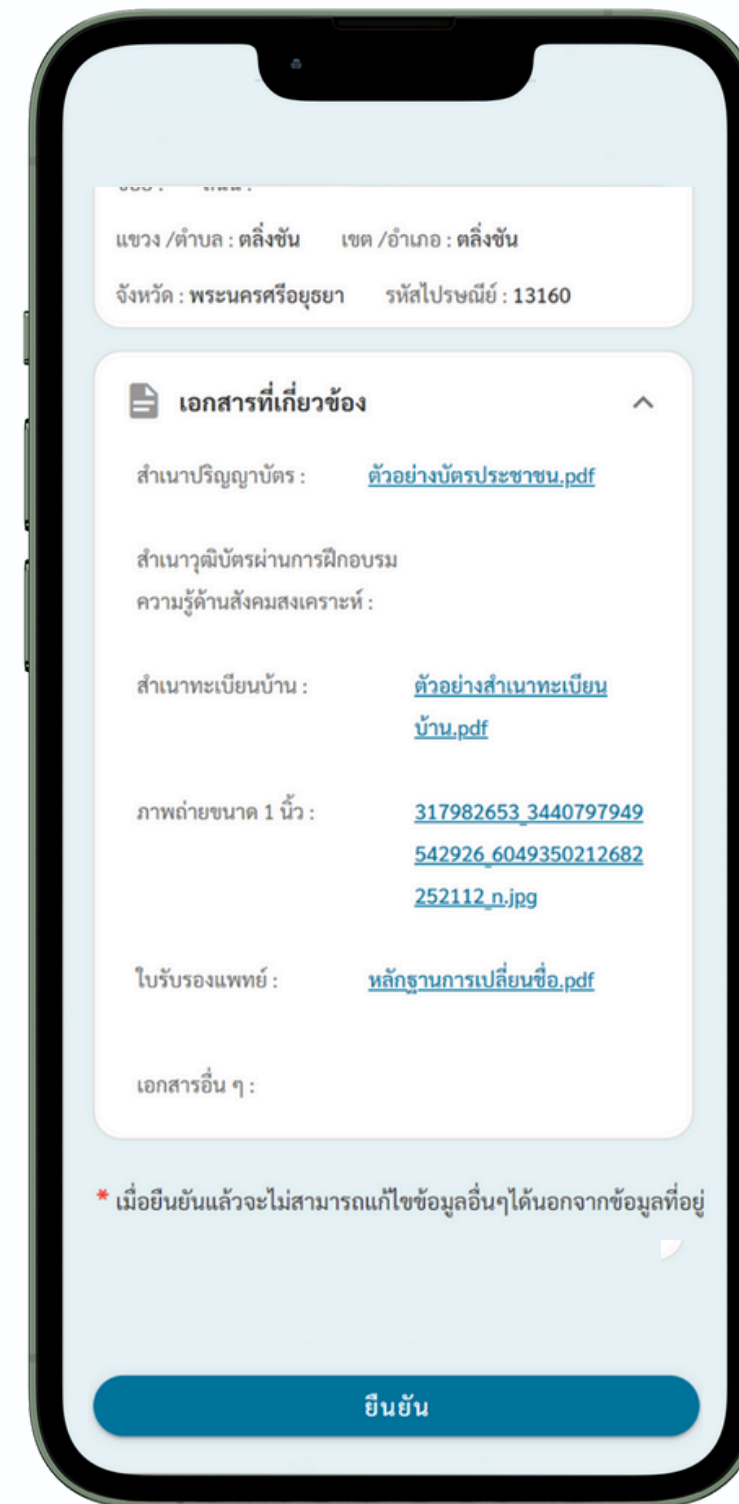 แขวง /ตำบล : ตลิ่งชัน เขต /อำเภอ : ตลิ่งชัน
จังหวัด : พระนครศรีอยุธยา รหัสไปรษณีย์ : 13160
เอกสารที่เกี่ยวข้อง
สำเนาปริญญาบัตร : ตัวอย่างบัตรประชาชน.pdf
สำเนาวุฒิบัตรผ่านการฝึกอบรม
ความรู้ด้านสังคมสงเคราะห์ :
สำเนาทะเบียนบ้าน : ตัวอย่างสำเนาทะเบียน
บ้าน.pdf
ภาพถ่ายขนาด 1 นิ้ว : 317982653_3440797949
542926_6049350212682
252112_n.jpg
ใบรับรองแพทย์ : หลักฐานการเปลี่ยนชื่อ.pdf
เอกสารอื่น ๆ :
* เมื่อยืนยันแล้วจะไม่สามารถแก้ไขข้อมูลอื่นๆได้นอกจากข้อมูลที่อยู่
ยืนยัน